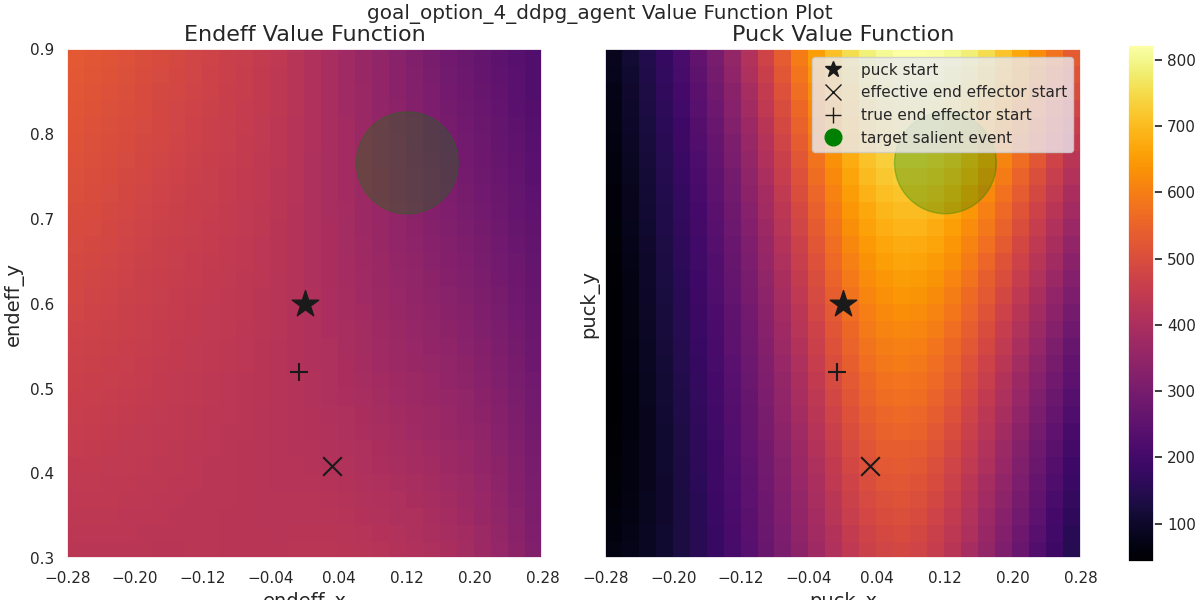 goal_option_4_ddpg_agent Value Function Plot
Endeff Value Function
Puck Value Function
puck start
effective end effector start
true end effector start
target salient event
endeff_y
0.9
0.8
0.7
0.6
0.5
0.4
0.3
−0.28 −0.20 −0.12 −0.04 0.04 0.12 0.20 0.28
endeff_x
puck_y
−0.28 −0.20 −0.12 −0.04 0.04 0.12 0.20 0.28
puck_x
800
700
600
500
400
300
200
100